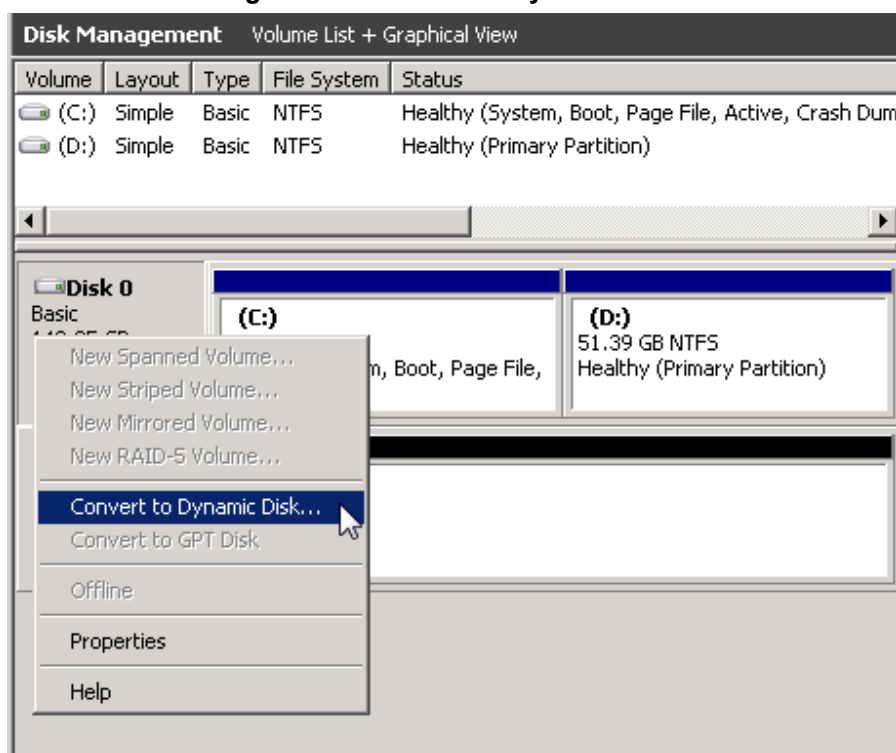 Disk Management Volume List + Graphical View
Volume Layout Type File System Status
(C:) Simple Basic NTFS Healthy (System, Boot, Page File, Active, Crash Dum
(D:) Simple Basic NTFS Healthy (Primary Partition)
Disk 0
Basic
(C:)
m, Boot, Page File,
(D:)
51.39 GB NTFS
Healthy (Primary Partition)
New Spanned Volume...
New Striped Volume...
New Mirrored Volume...
New RAID-5 Volume...
Convert to Dynamic Disk...
Convert to GPT Disk
Offline
Properties
Help